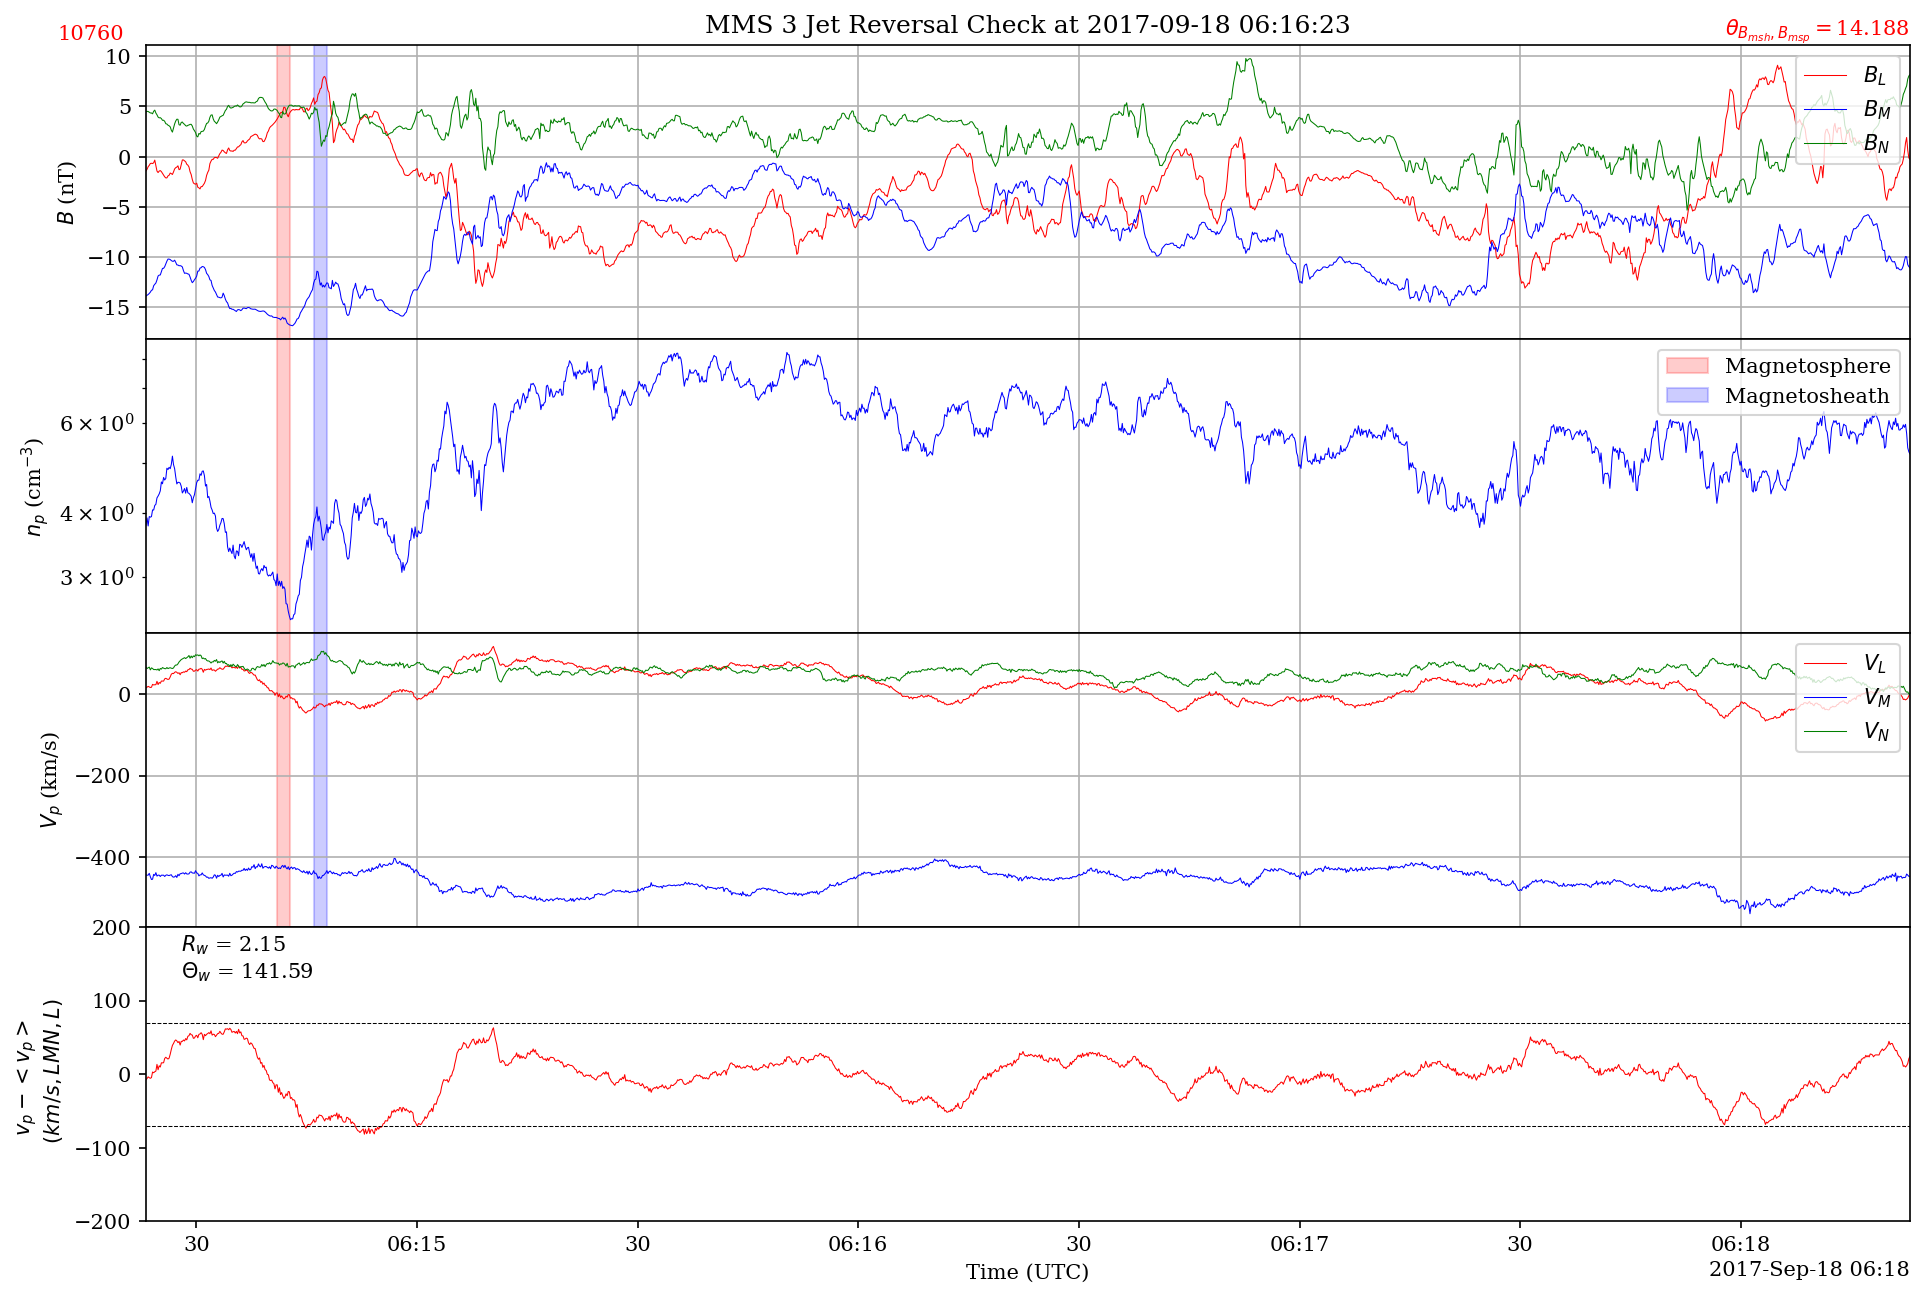 MMS 3 Jet Reversal Check at 2017-09-18 06:16:23
10760
$\theta_{B_{msh}, B_{msp}} = 14.188$
10
5
0
−5
−10
−15
B (nT)
$B_L$
$B_M$
$B_N$
6 × 10⁰
4 × 10⁰
3 × 10⁰
$n_p$ (cm⁻³)
Magnetosphere
Magnetosheath
0
−200
−400
$V_p$ (km/s)
$V_L$
$V_M$
$V_N$
200
100
0
−100
−200
$v_p - <v_p>$
(km/s, LMN, L)
$R_w$ = 2.15
$\Theta_w$ = 141.59
30
06:15
30
06:16
30
06:17
30
06:18
Time (UTC)
2017-Sep-18 06:18